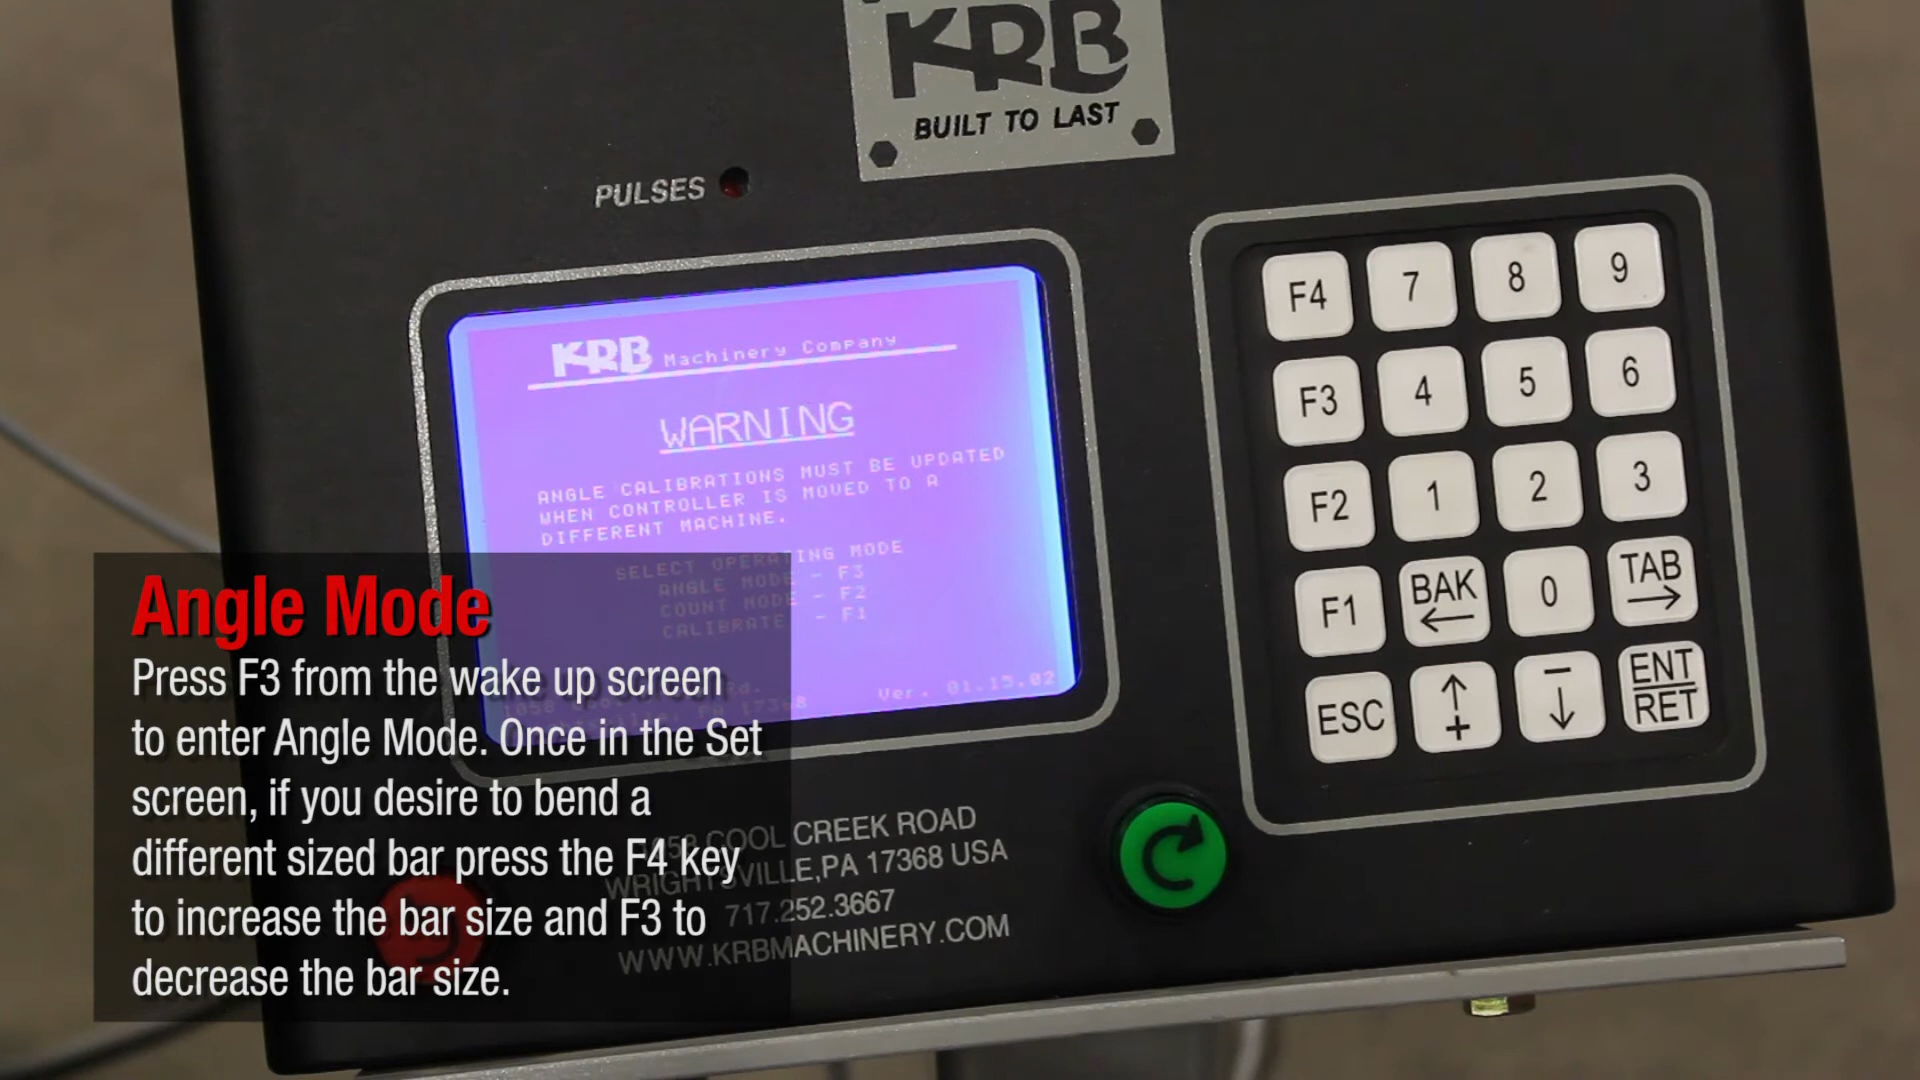 KRB
BUILT TO LAST
PULSES
KRB Machinery Company
WARNING
ANGLE CALIBRATIONS MUST BE UPDATED
WHEN CONTROLLER IS MOVED TO A
DIFFERENT MACHINE.
SELECT OPERATING MODE
ANGLE MODE - F3
COUNT MODE - F2
CALIBRATE - F1
1058
PA 17368
Ver. 01.15.02
F4 7 8 9
F3 4 5 6
F2 1 2 3
F1 BAK ← 0 TAB →
ESC ↑ + - ↓ ENT RET
Angle Mode
Press F3 from the wake up screen
to enter Angle Mode. Once in the Set
screen, if you desire to bend a
different sized bar press the F4 key
to increase the bar size and F3 to
decrease the bar size.
1058 COOL CREEK ROAD
WRIGHTSVILLE,PA 17368 USA
717.252.3667
WWW.KRBMACHINERY.COM